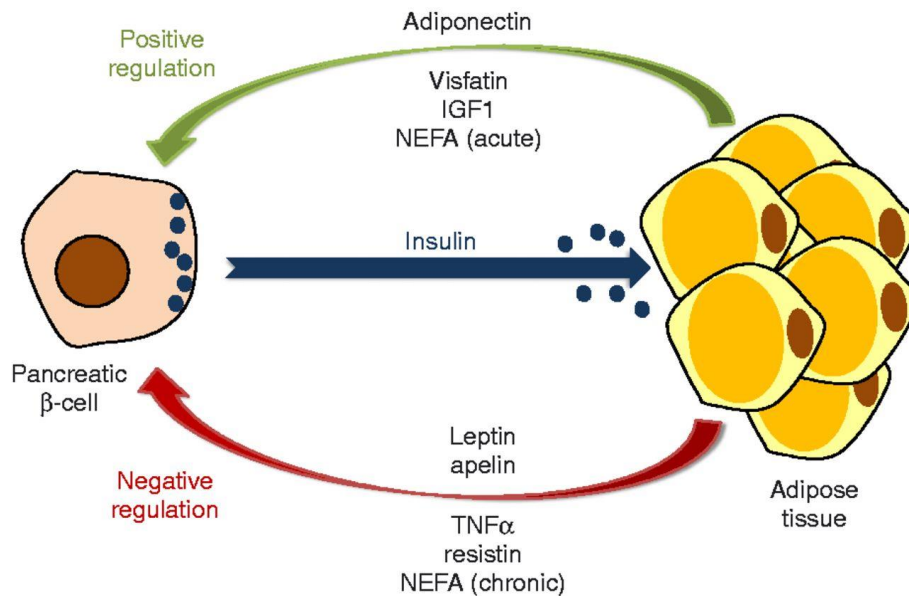 Adiponectin
Positive
regulation
Visfatin
IGF1
NEFA (acute)
Insulin
Pancreatic
β-cell
Leptin
apelin
Negative
regulation
Adipose
tissue
TNFα
resistin
NEFA (chronic)